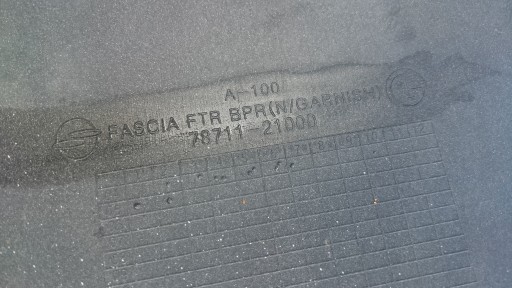 A-100
FASCIA FTR BPR(N/GARNISH)
78711-21000